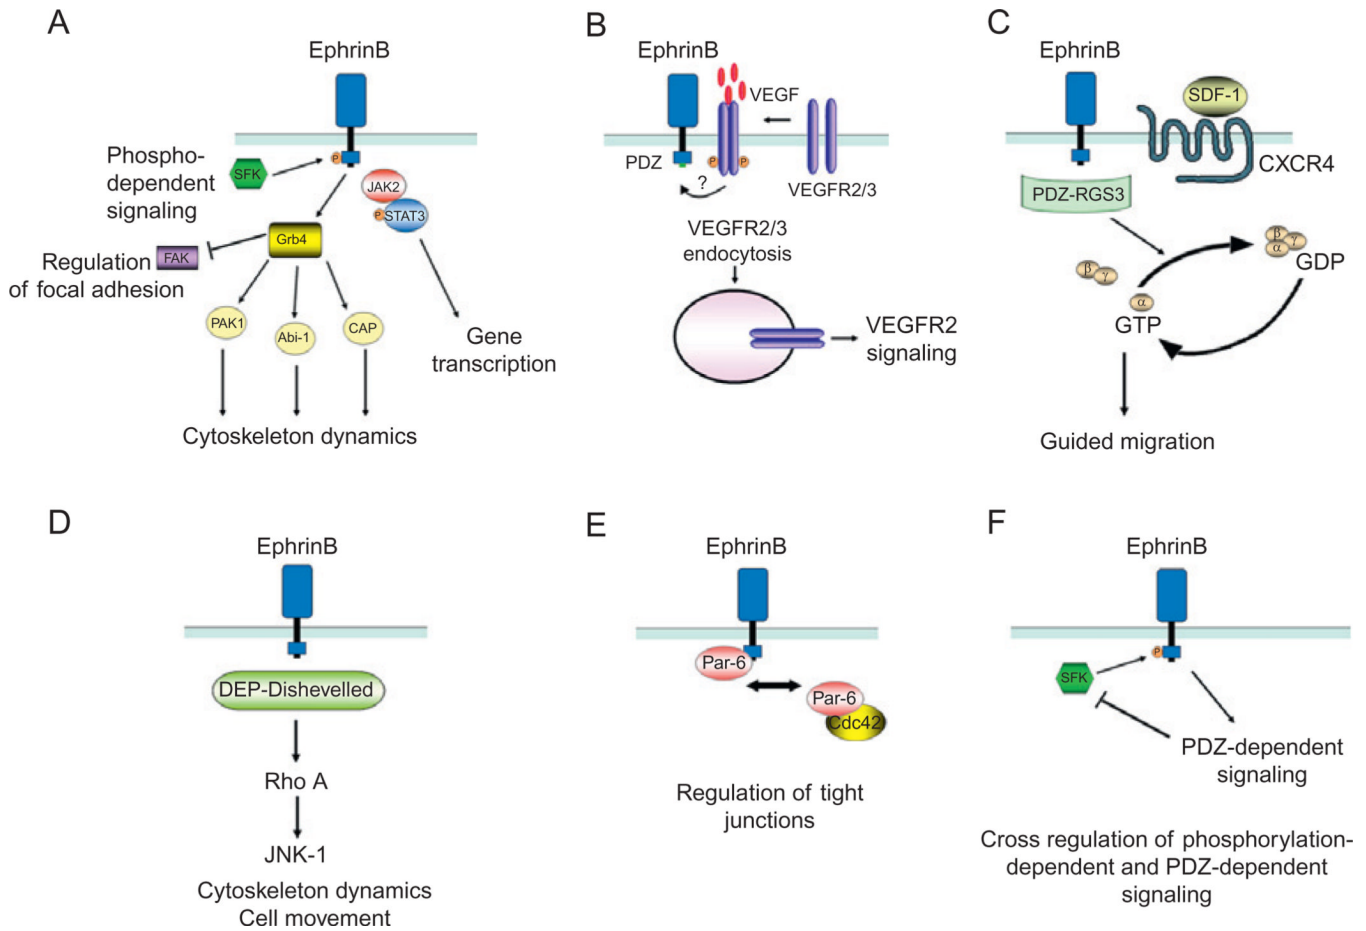 A
EphrinB
Phospho-
dependent
signaling
SFK
P
JAK2
P
STAT3
Grb4
FAK
Regulation
of focal adhesion
PAK1
Abi-1
CAP
Gene
transcription
Cytoskeleton dynamics
B
EphrinB
VEGF
PDZ
P
P
?
VEGFR2/3
VEGFR2/3
endocytosis
VEGFR2
signaling
C
EphrinB
SDF-1
CXCR4
PDZ-RGS3
β
γ
α
GTP
β
γ
α
GDP
Guided migration
D
EphrinB
DEP-Dishevelled
Rho A
JNK-1
Cytoskeleton dynamics
Cell movement
E
EphrinB
Par-6
Par-6
Cdc42
Regulation of tight
junctions
F
EphrinB
P
SFK
PDZ-dependent
signaling
Cross regulation of phosphorylation-
dependent and PDZ-dependent
signaling